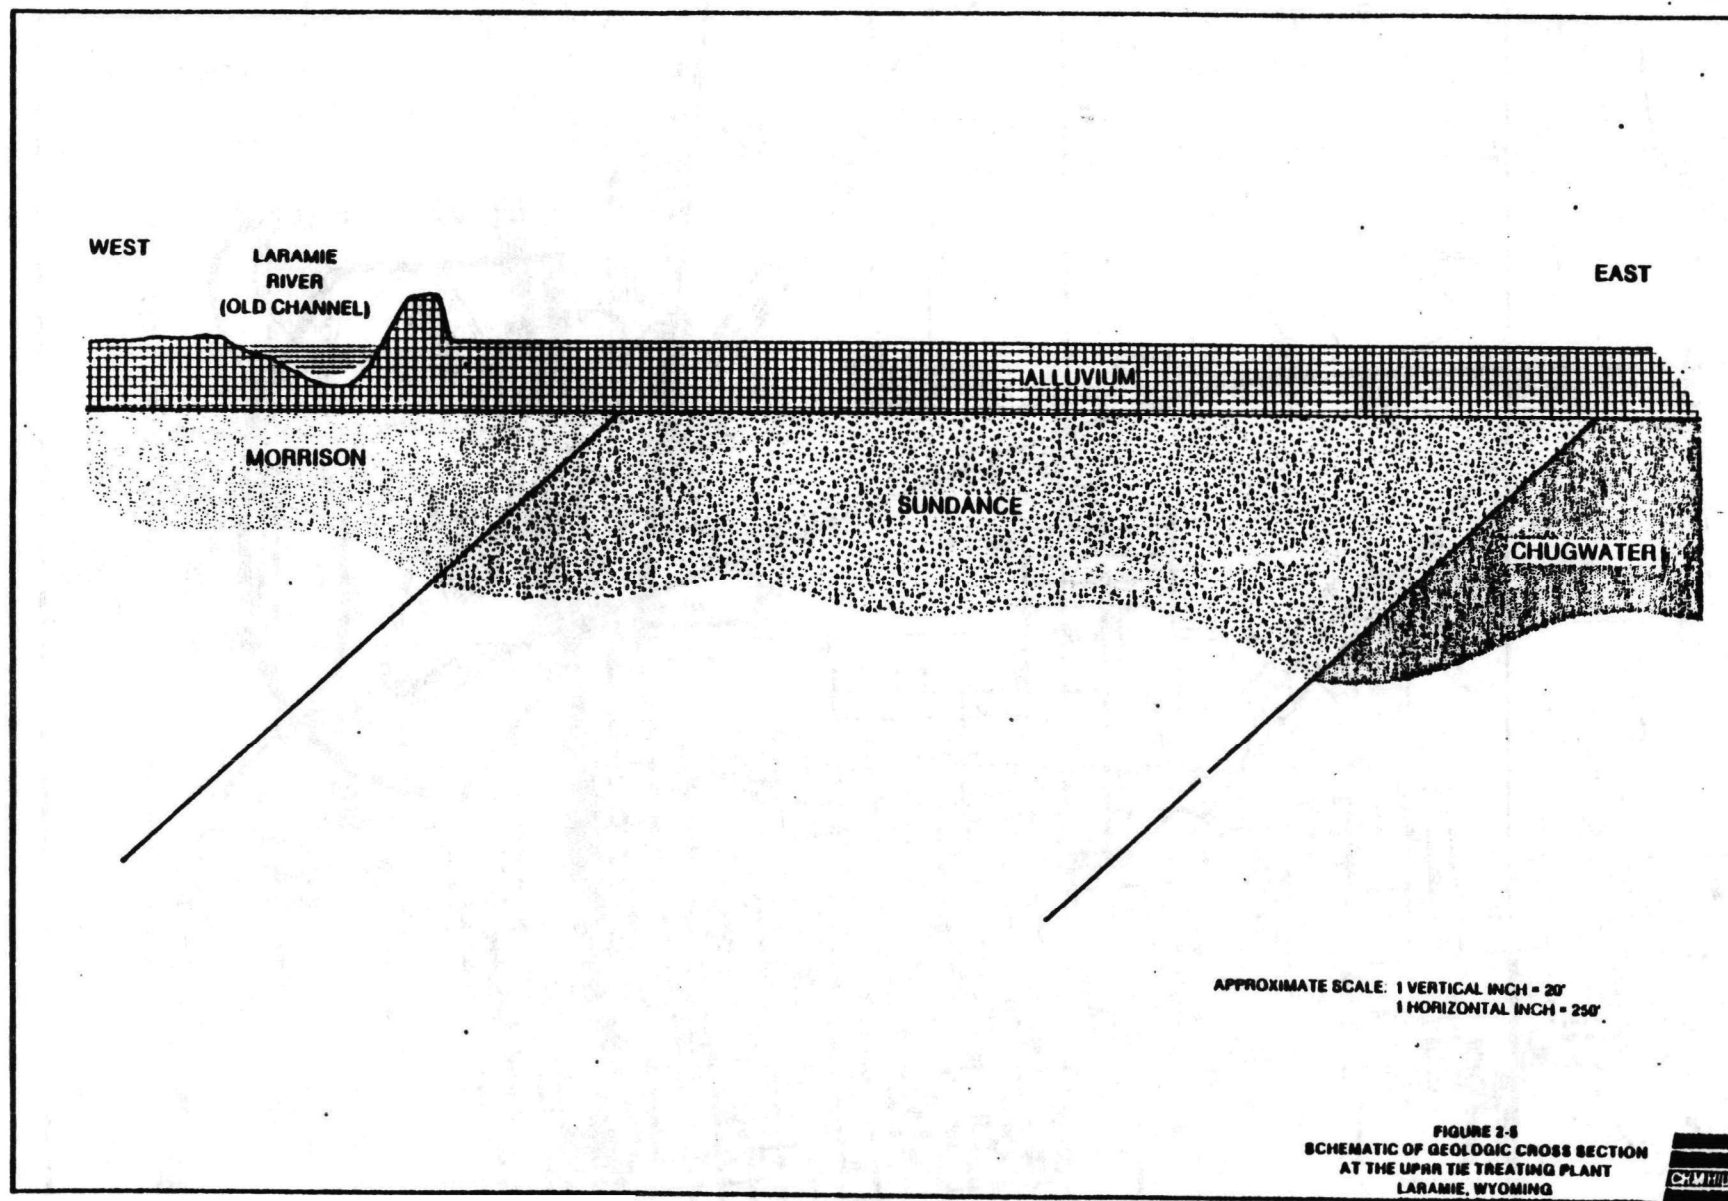 WEST
LARAMIE
RIVER
(OLD CHANNEL)
EAST
ALLUVIUM
MORRISON
SUNDANCE
CHUGWATER
APPROXIMATE SCALE: 1 VERTICAL INCH = 20'
1 HORIZONTAL INCH = 250'
SCHEMATIC OF GEOLOGIC CROSS SECTION
AT THE UPRR TIE TREATING PLANT
LARAMIE, WYOMING